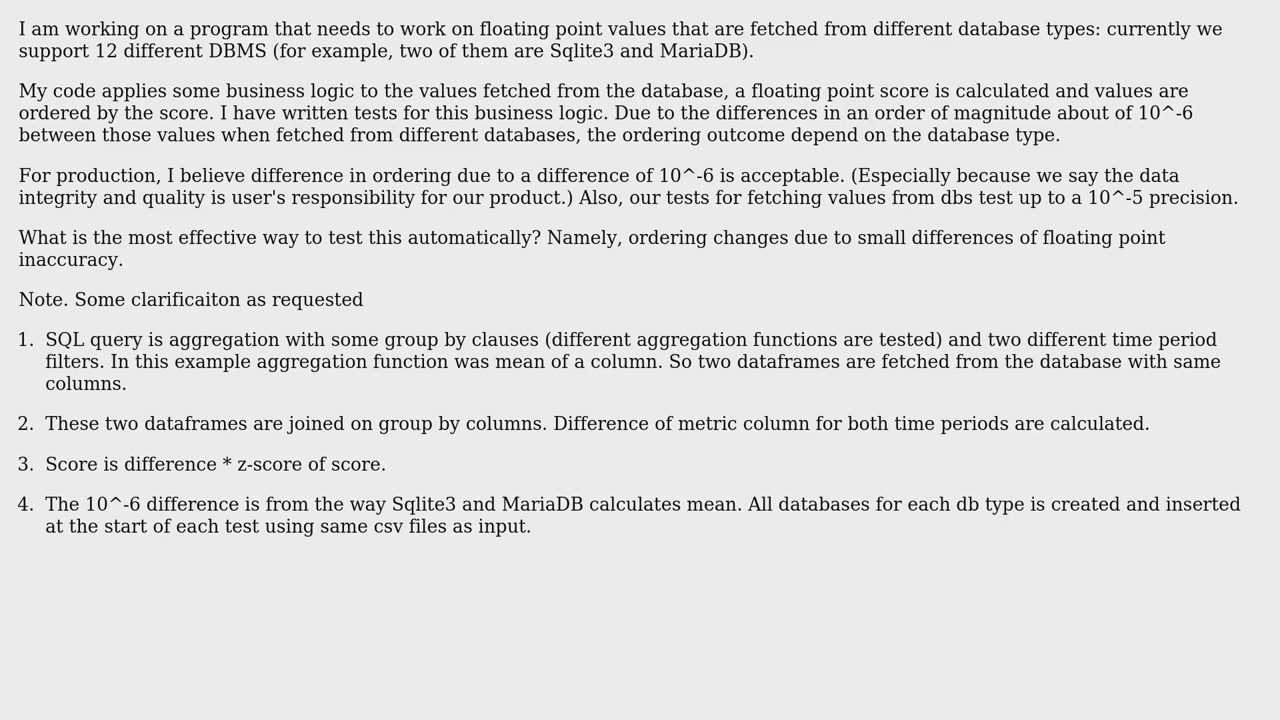 I am working on a program that needs to work on floating point values that are fetched from different database types: currently we
support 12 different DBMS (for example, two of them are Sqlite3 and MariaDB).
My code applies some business logic to the values fetched from the database, a floating point score is calculated and values are
ordered by the score. I have written tests for this business logic. Due to the differences in an order of magnitude about of 10^-6
between those values when fetched from different databases, the ordering outcome depend on the database type.
For production, I believe difference in ordering due to a difference of 10^-6 is acceptable. (Especially because we say the data
integrity and quality is user's responsibility for our product.) Also, our tests for fetching values from dbs test up to a 10^-5 precision.
What is the most effective way to test this automatically? Namely, ordering changes due to small differences of floating point
inaccuracy.
Note. Some clarificaiton as requested
1. SQL query is aggregation with some group by clauses (different aggregation functions are tested) and two different time period
filters. In this example aggregation function was mean of a column. So two dataframes are fetched from the database with same
columns.
2. These two dataframes are joined on group by columns. Difference of metric column for both time periods are calculated.
3. Score is difference * z-score of score.
4. The 10^-6 difference is from the way Sqlite3 and MariaDB calculates mean. All databases for each db type is created and inserted
at the start of each test using same csv files as input.